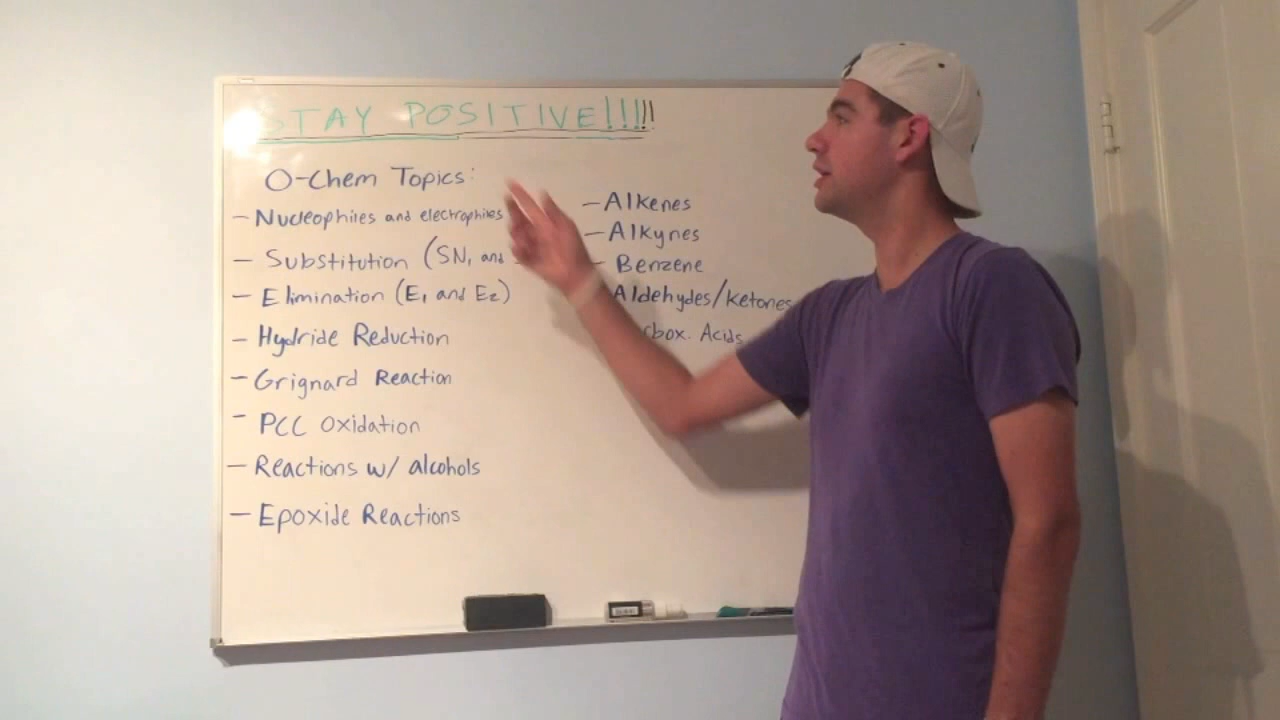 STAY POSITIVE!!!!!
O-Chem Topics:
- Nucleophiles and electrophiles
- Substitution (SN1 and
- Elimination (E1 and E2)
- Hydride Reduction
- Grignard Reaction
- PCC Oxidation
- Reactions w/ alcohols
- Epoxide Reactions
- Alkenes
- Alkynes
- Benzene
Aldehydes/Ketones
rbox. Acids